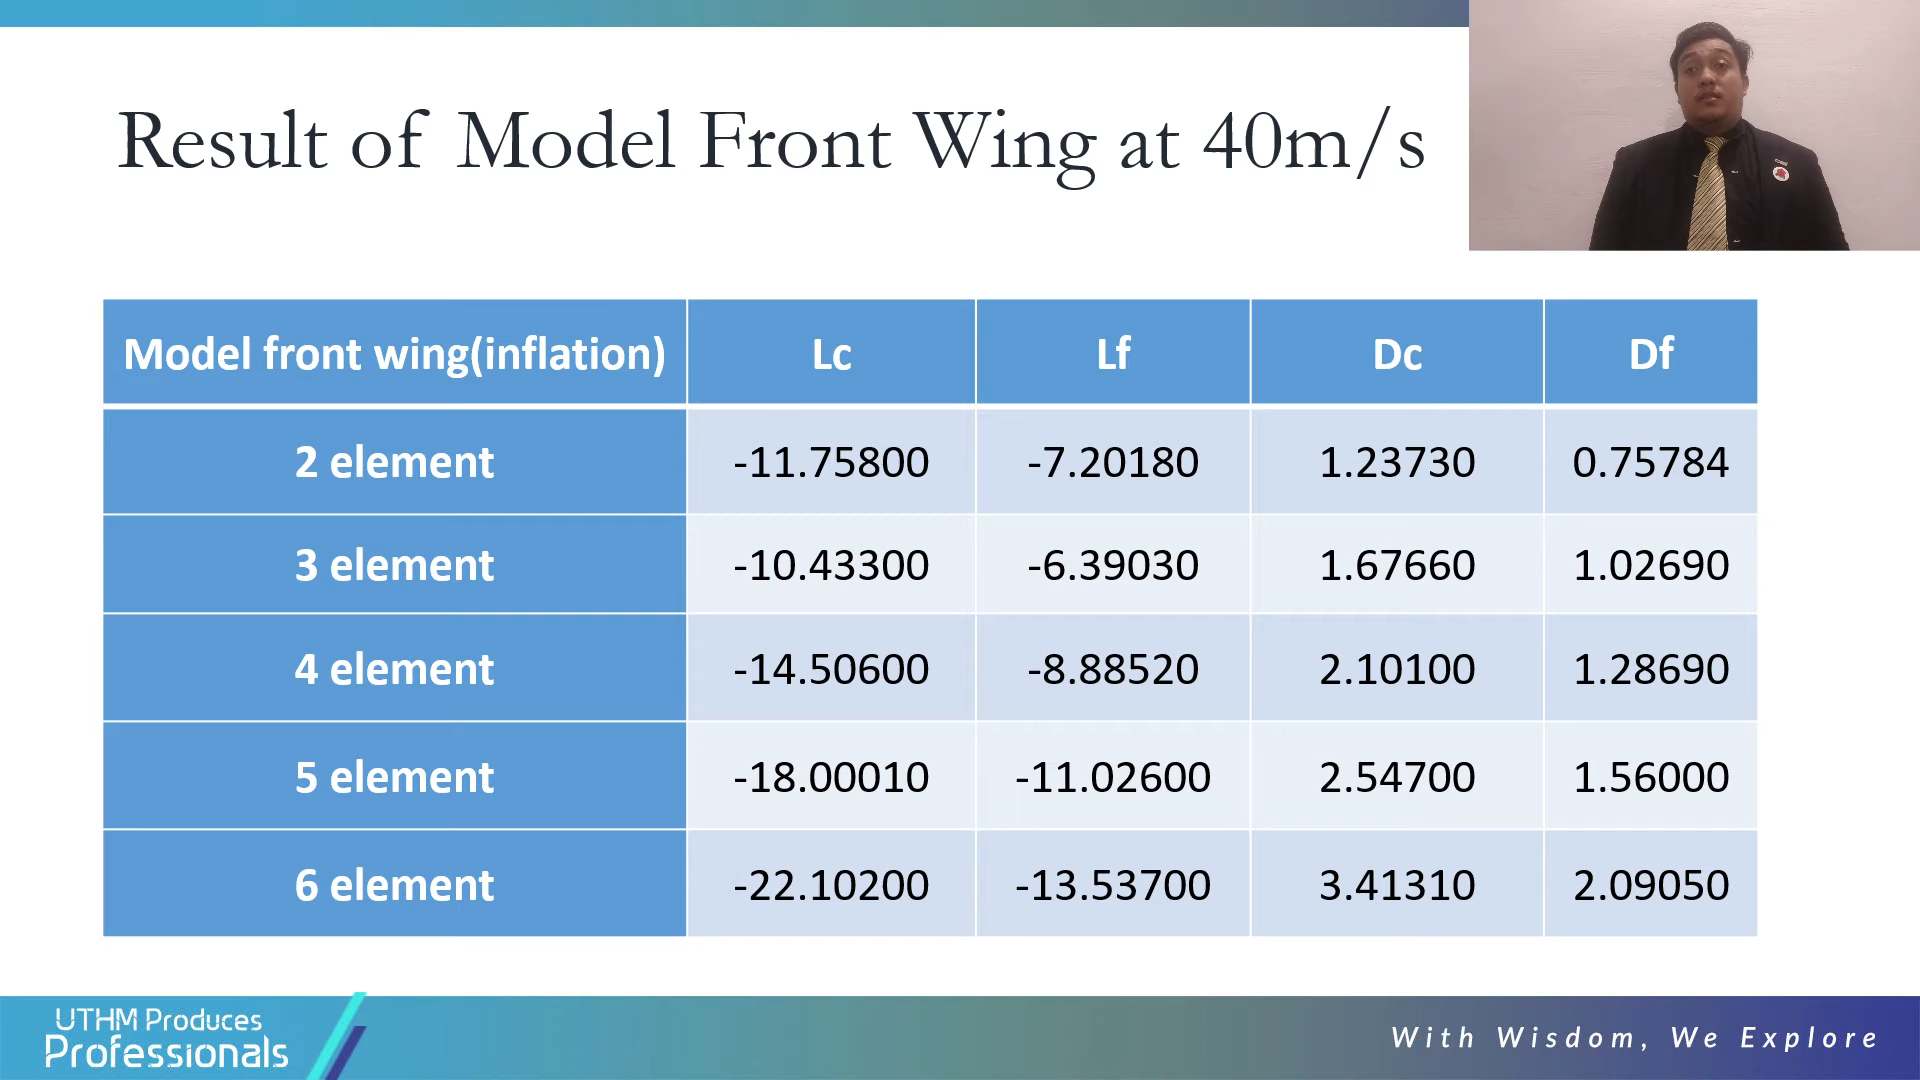 Result of Model Front Wing at 40m/s
Model front wing(inflation) Lc Lf Dc Df
2 element -11.75800 -7.20180 1.23730 0.75784
3 element -10.43300 -6.39030 1.67660 1.02690
4 element -14.50600 -8.88520 2.10100 1.28690
5 element -18.00010 -11.02600 2.54700 1.56000
6 element -22.10200 -13.53700 3.41310 2.09050
UTHM Produces
Professionals
With Wisdom, We Explore